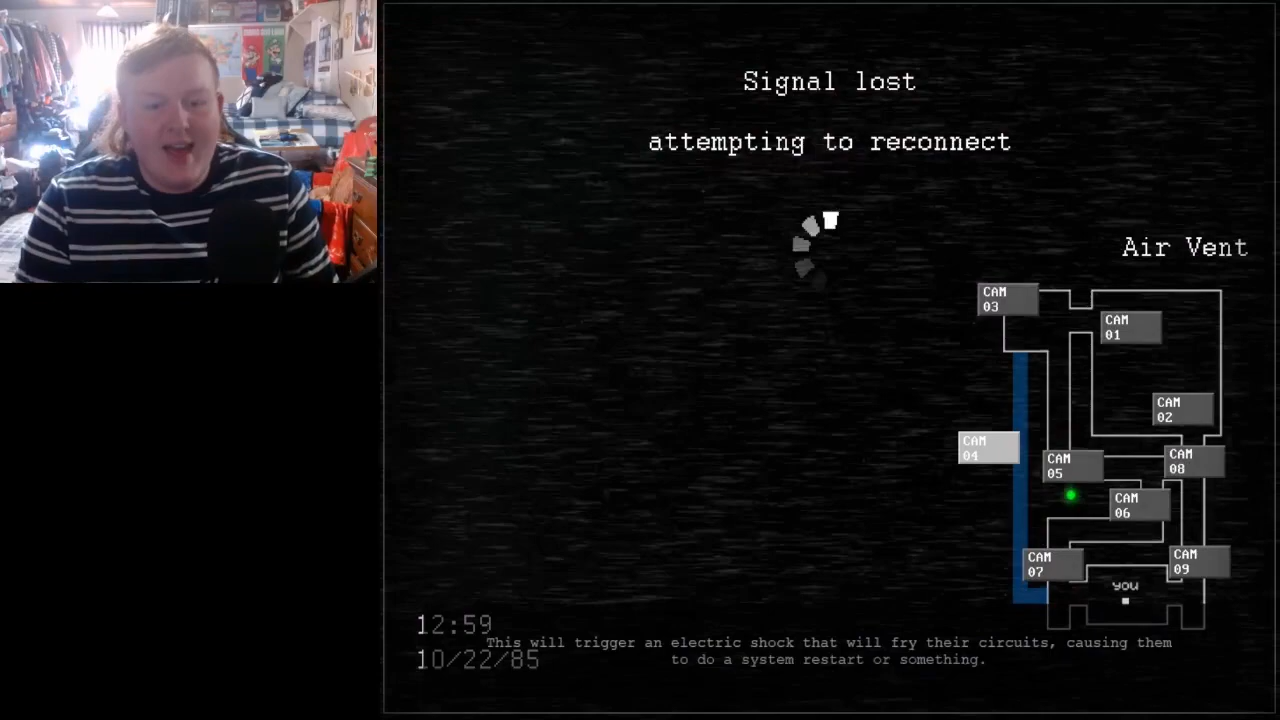 Signal lost
attempting to reconnect
Air Vent
CAM
03
CAM
01
CAM
02
CAM
04
CAM
05
CAM
08
CAM
06
CAM
07
CAM
09
you
12:59
10/22/85
This will trigger an electric shock that will fry their circuits, causing them
to do a system restart or something.